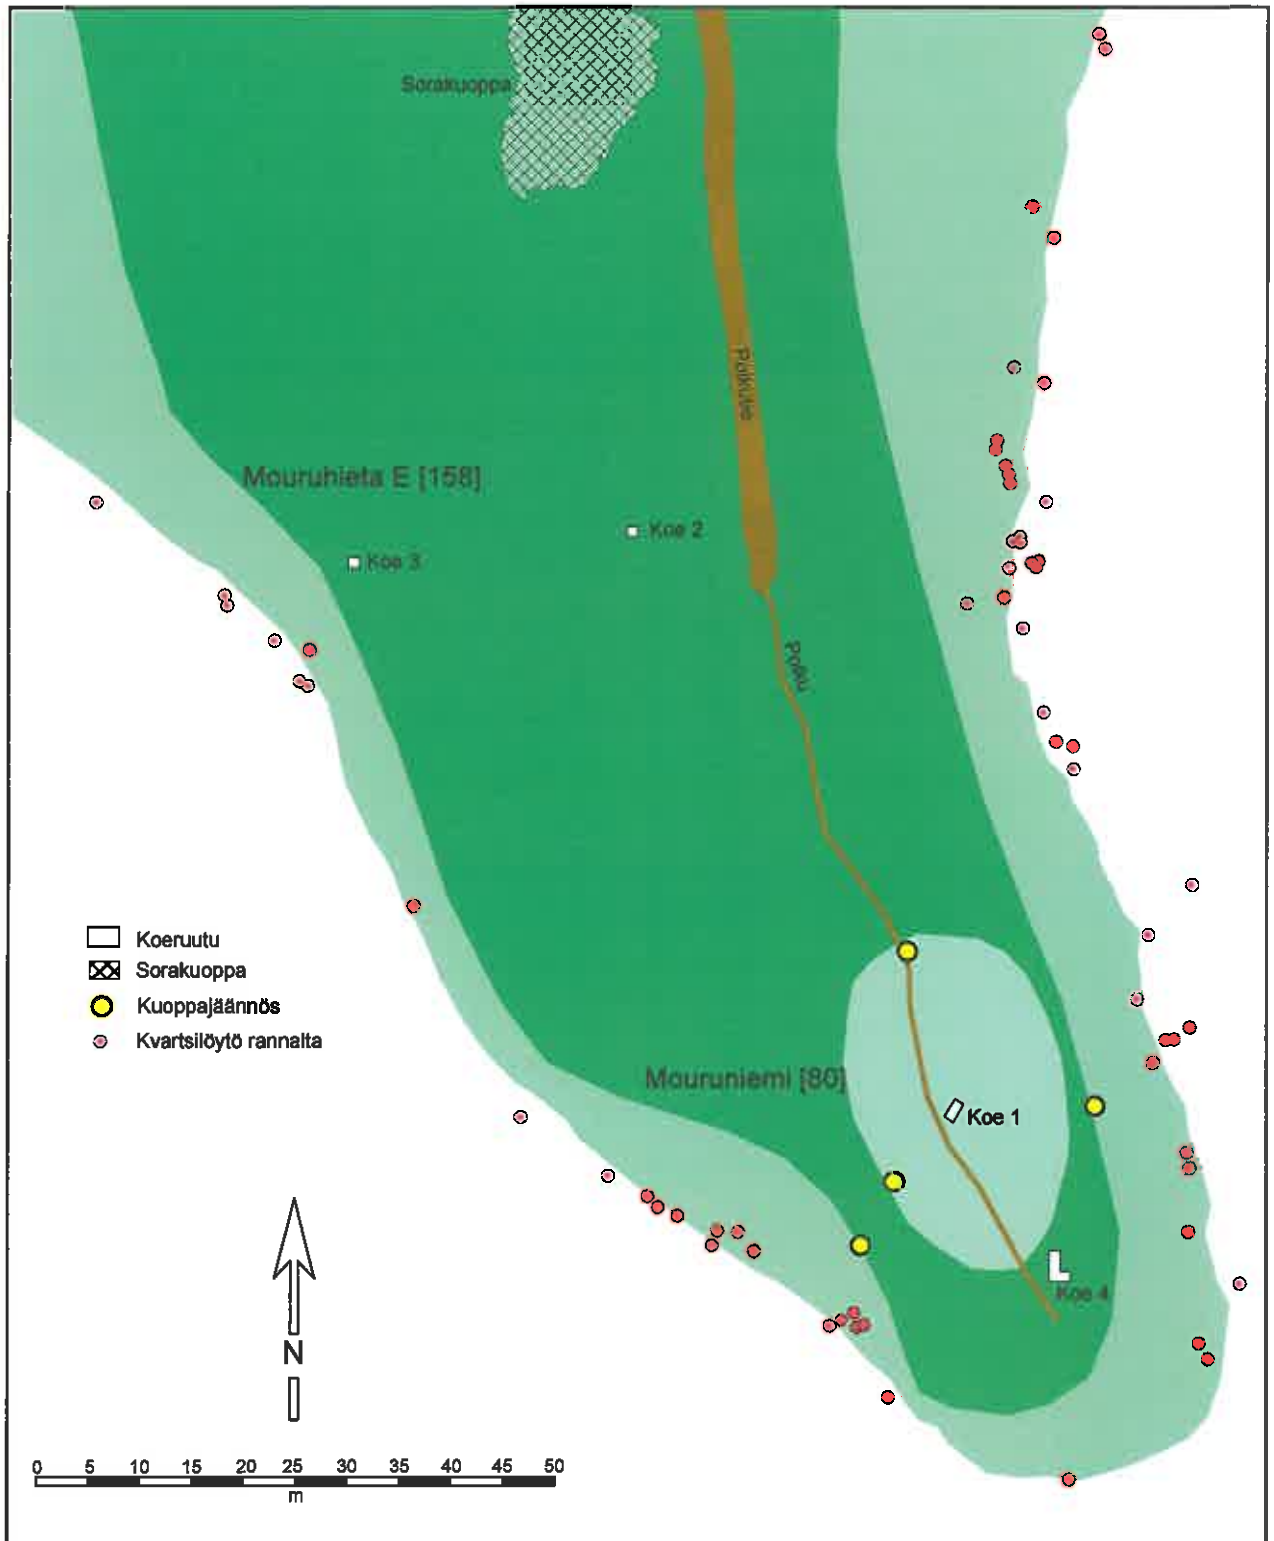 Sorakuoppa
Paikutie
Mouruhieta E [158]
Koe 2
Koe 3
Polku
Koeruutu
Sorakuoppa
Kuoppajäännös
Kvartsilöytö rannalta
Mouruniemi [80]
Koe 1
Koe 4
N
0 5 10 15 20 25 30 35 40 45 50
m